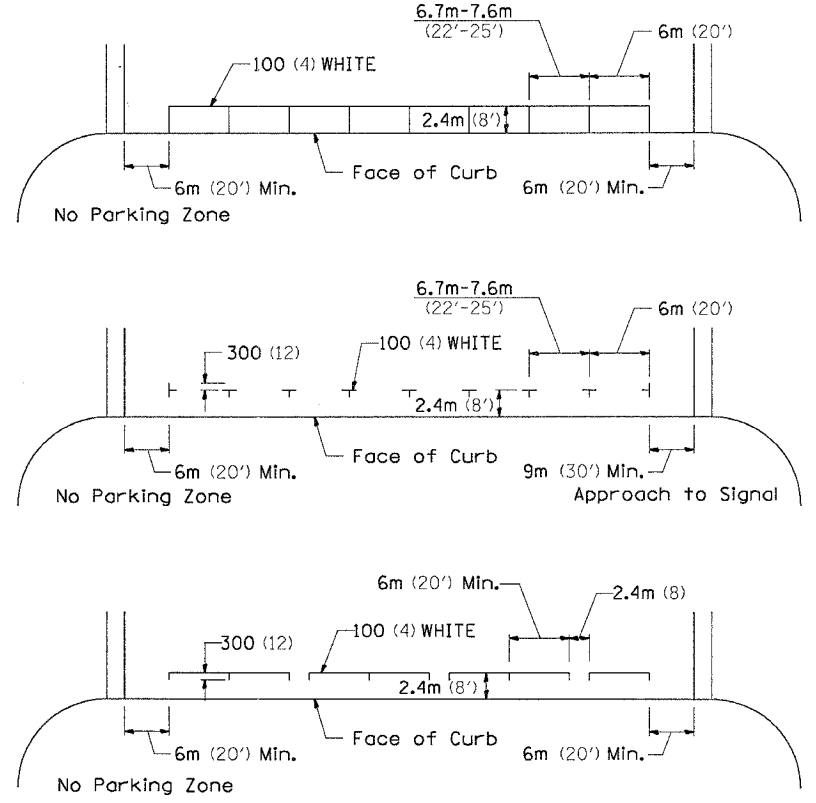 6.7m-7.6m
(22'-25')
6m (20')
100 (4) WHITE
2.4m (8')
Face of Curb
6m (20') Min.
6m (20') Min.
No Parking Zone
6.7m-7.6m
(22'-25')
6m (20')
300 (12)
100 (4) WHITE
2.4m (8')
Face of Curb
6m (20') Min.
9m (30') Min.
No Parking Zone
Approach to Signal
6m (20') Min.
2.4m (8)
300 (12)
100 (4) WHITE
2.4m (8')
Face of Curb
6m (20') Min.
6m (20') Min.
No Parking Zone